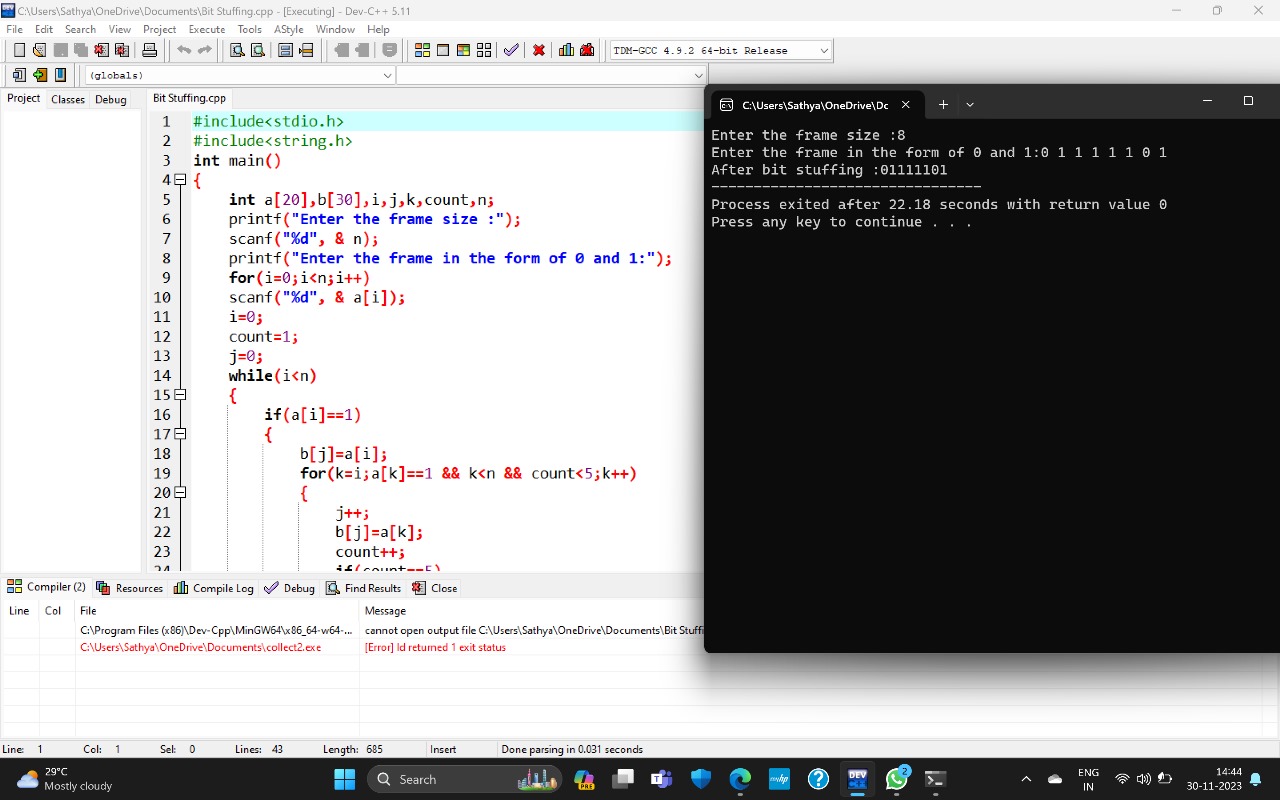 C:\Users\Sathya\OneDrive\Documents\Bit Stuffing.cpp - [Executing] - Dev-C++ 5.11
File Edit Search View Project Execute Tools AStyle Window Help
TDM-GCC 4.9.2 64-bit Release
(globals)
Project Classes Debug
Bit Stuffing.cpp
1 #include<stdio.h>
2 #include<string.h>
3 int main()
4 {
5 int a[20],b[30],i,j,k,count,n;
6 printf("Enter the frame size :");
7 scanf("%d", & n);
8 printf("Enter the frame in the form of 0 and 1:");
9 for(i=0;i<n;i++)
10 scanf("%d", & a[i]);
11 i=0;
12 count=1;
13 j=0;
14 while(i<n)
15 {
16 if(a[i]==1)
17 {
18 b[j]=a[i];
19 for(k=i;a[k]==1 && k<n && count<5;k++)
20 {
21 j++;
22 b[j]=a[k];
23 count++;
24 if(count==5)
C:\Users\Sathya\OneDrive\Dc
Enter the frame size :8
Enter the frame in the form of 0 and 1:0 1 1 1 1 1 0 1
After bit stuffing :01111101
--------------------------------
Process exited after 22.18 seconds with return value 0
Press any key to continue . . .
Compiler (2) Resources Compile Log Debug Find Results Close
Line Col File Message
C:\Program Files (x86)\Dev-Cpp\MinGW64\x86_64-w64-... cannot open output file C:\Users\Sathya\OneDrive\Documents\Bit Stuffi
C:\Users\Sathya\OneDrive\Documents\collect2.exe [Error] ld returned 1 exit status
Line: 1 Col: 1 Sel: 0 Lines: 43 Length: 685 Insert Done parsing in 0.031 seconds
29°C
Mostly cloudy
Search
PRE
DEV
2
ENG
IN
14:44
30-11-2023